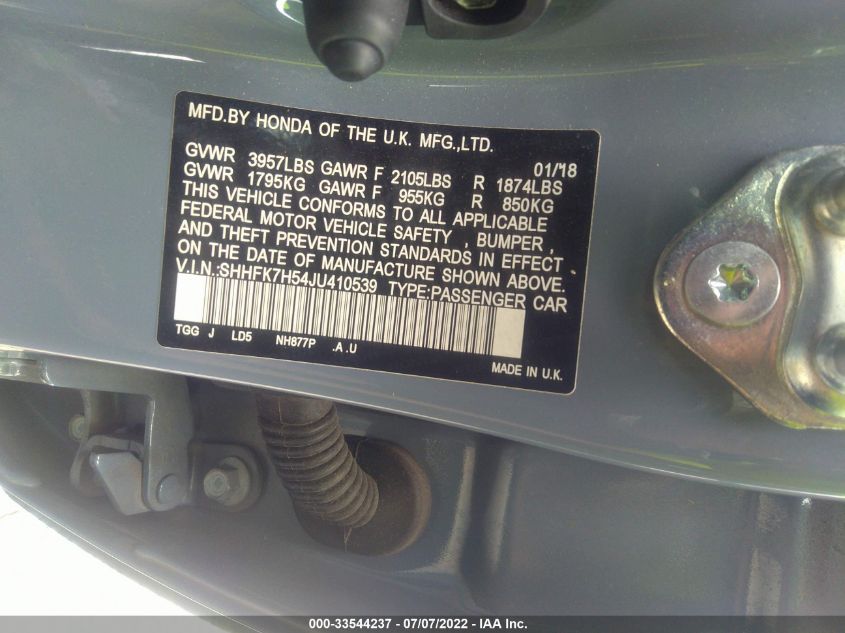 MFD.BY HONDA OF THE U.K. MFG.,LTD.
01/18
GVWR 3957LBS GAWR F 2105LBS R 1874LBS
GVWR 1795KG GAWR F 955KG R 850KG
THIS VEHICLE CONFORMS TO ALL APPLICABLE
FEDERAL MOTOR VEHICLE SAFETY , BUMPER ,
AND THEFT PREVENTION STANDARDS IN EFFECT
ON THE DATE OF MANUFACTURE SHOWN ABOVE.
V.I.N.:SHHFK7H54JU410539 TYPE:PASSENGER CAR
TGG J LD5 NH877P .A.U
MADE IN U.K.
000-33544237 - 07/07/2022 - IAA Inc.